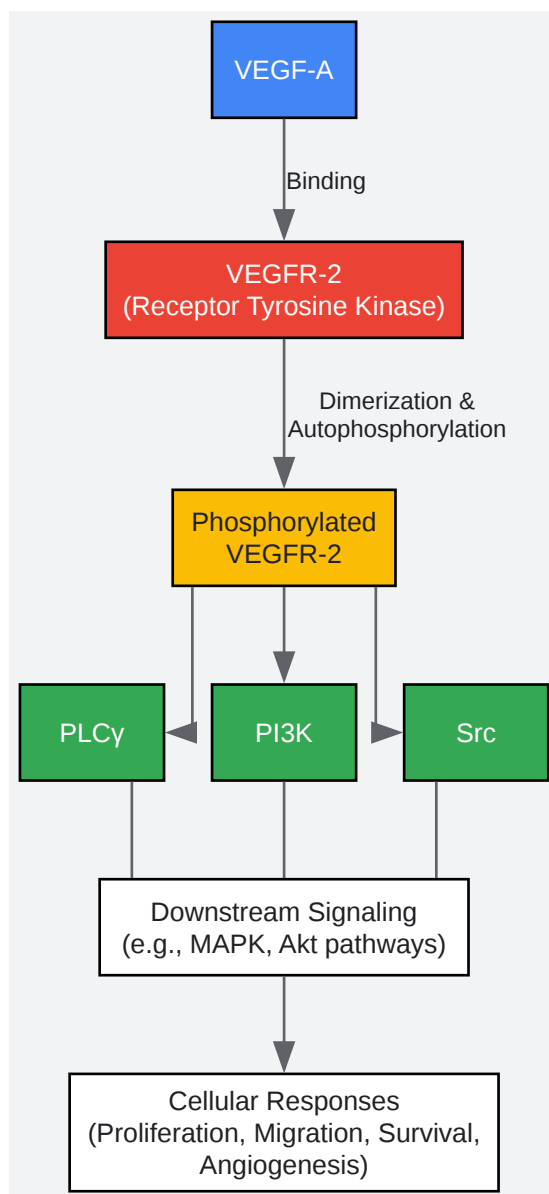 VEGF-A
Binding
VEGFR-2
(Receptor Tyrosine Kinase)
Dimerization &
Autophosphorylation
Phosphorylated
VEGFR-2
PLCγ
PI3K
Src
Downstream Signaling
(e.g., MAPK, Akt pathways)
Cellular Responses
(Proliferation, Migration, Survival,
Angiogenesis)